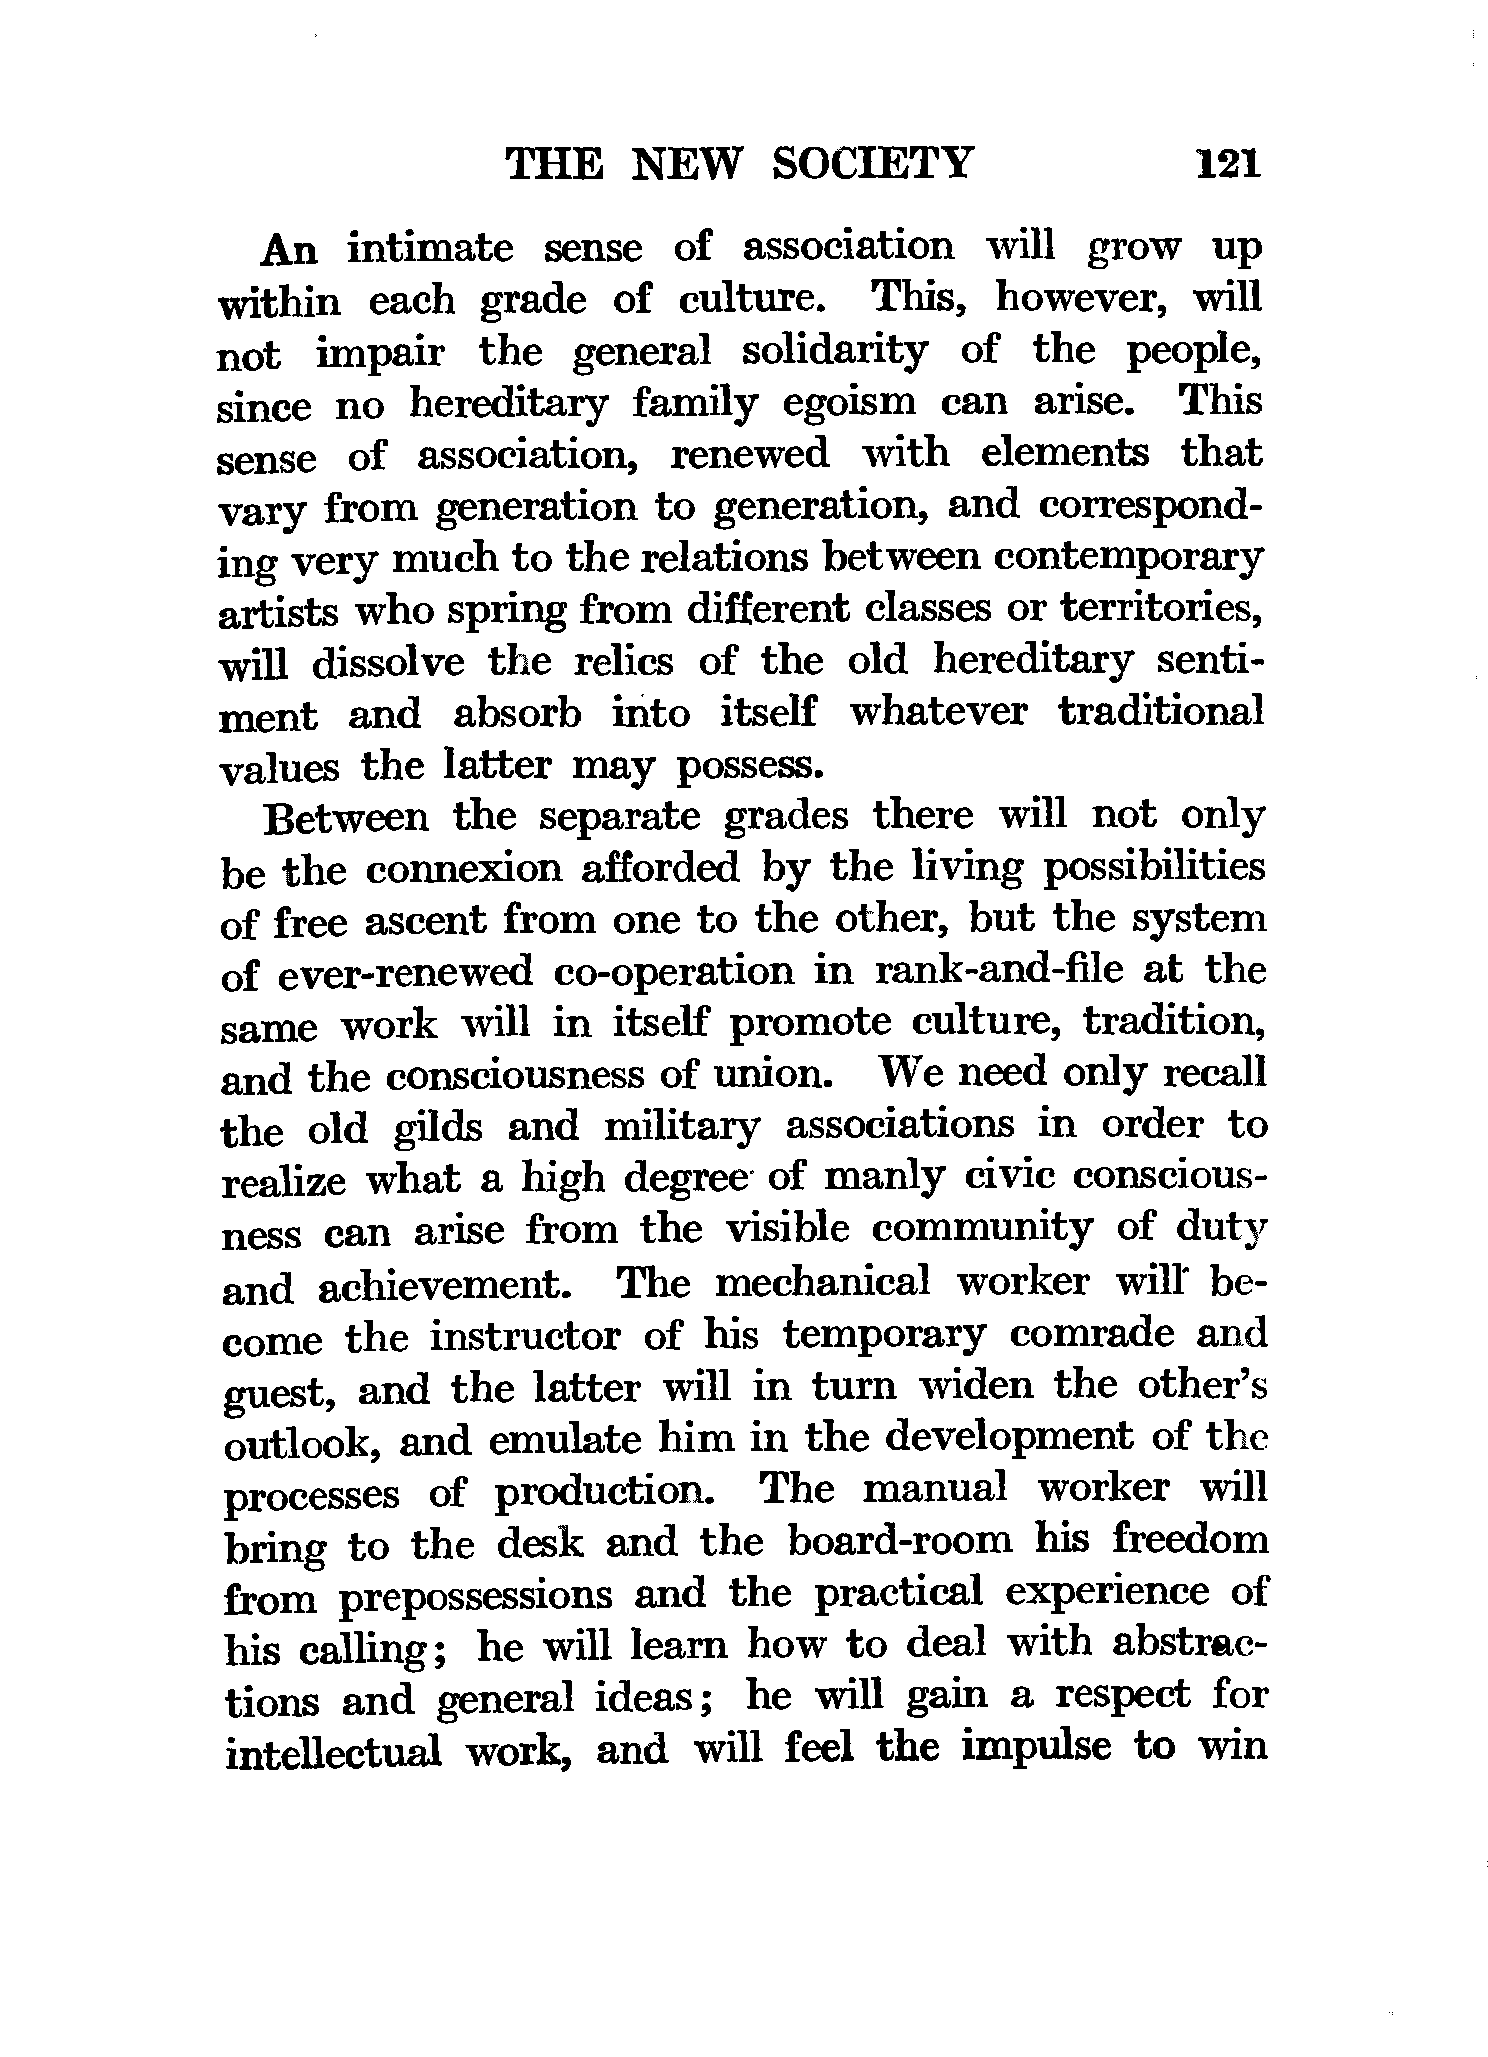 THE NEW SOCIETY 121
An intimate sense of association will grow up
within each grade of culture. This, however, will
not impair the general solidarity of the people,
since no hereditary family egoism can arise. This
sense of association, renewed with elements that
vary from generation to generation, and correspond-
ing very much to the relations between contemporary
artists who spring from different classes or territories,
will dissolve the relics of the old hereditary senti-
ment and absorb into itself whatever traditional
values the latter may possess.
Between the separate grades there will not only
be the connexion afforded by the living possibilities
of free ascent from one to the other, but the system
of ever-renewed co-operation in rank-and-file at the
same work will in itself promote culture, tradition,
and the consciousness of union. We need only recall
the old gilds and military associations in order to
realize what a high degree of manly civic conscious-
ness can arise from the visible community of duty
and achievement. The mechanical worker will be-
come the instructor of his temporary comrade and
guest, and the latter will in turn widen the other's
outlook, and emulate him in the development of the
processes of production. The manual worker will
bring to the desk and the board-room his freedom
from prepossessions and the practical experience of
his calling; he will learn how to deal with abstrac-
tions and general ideas; he will gain a respect for
intellectual work, and will feel the impulse to win